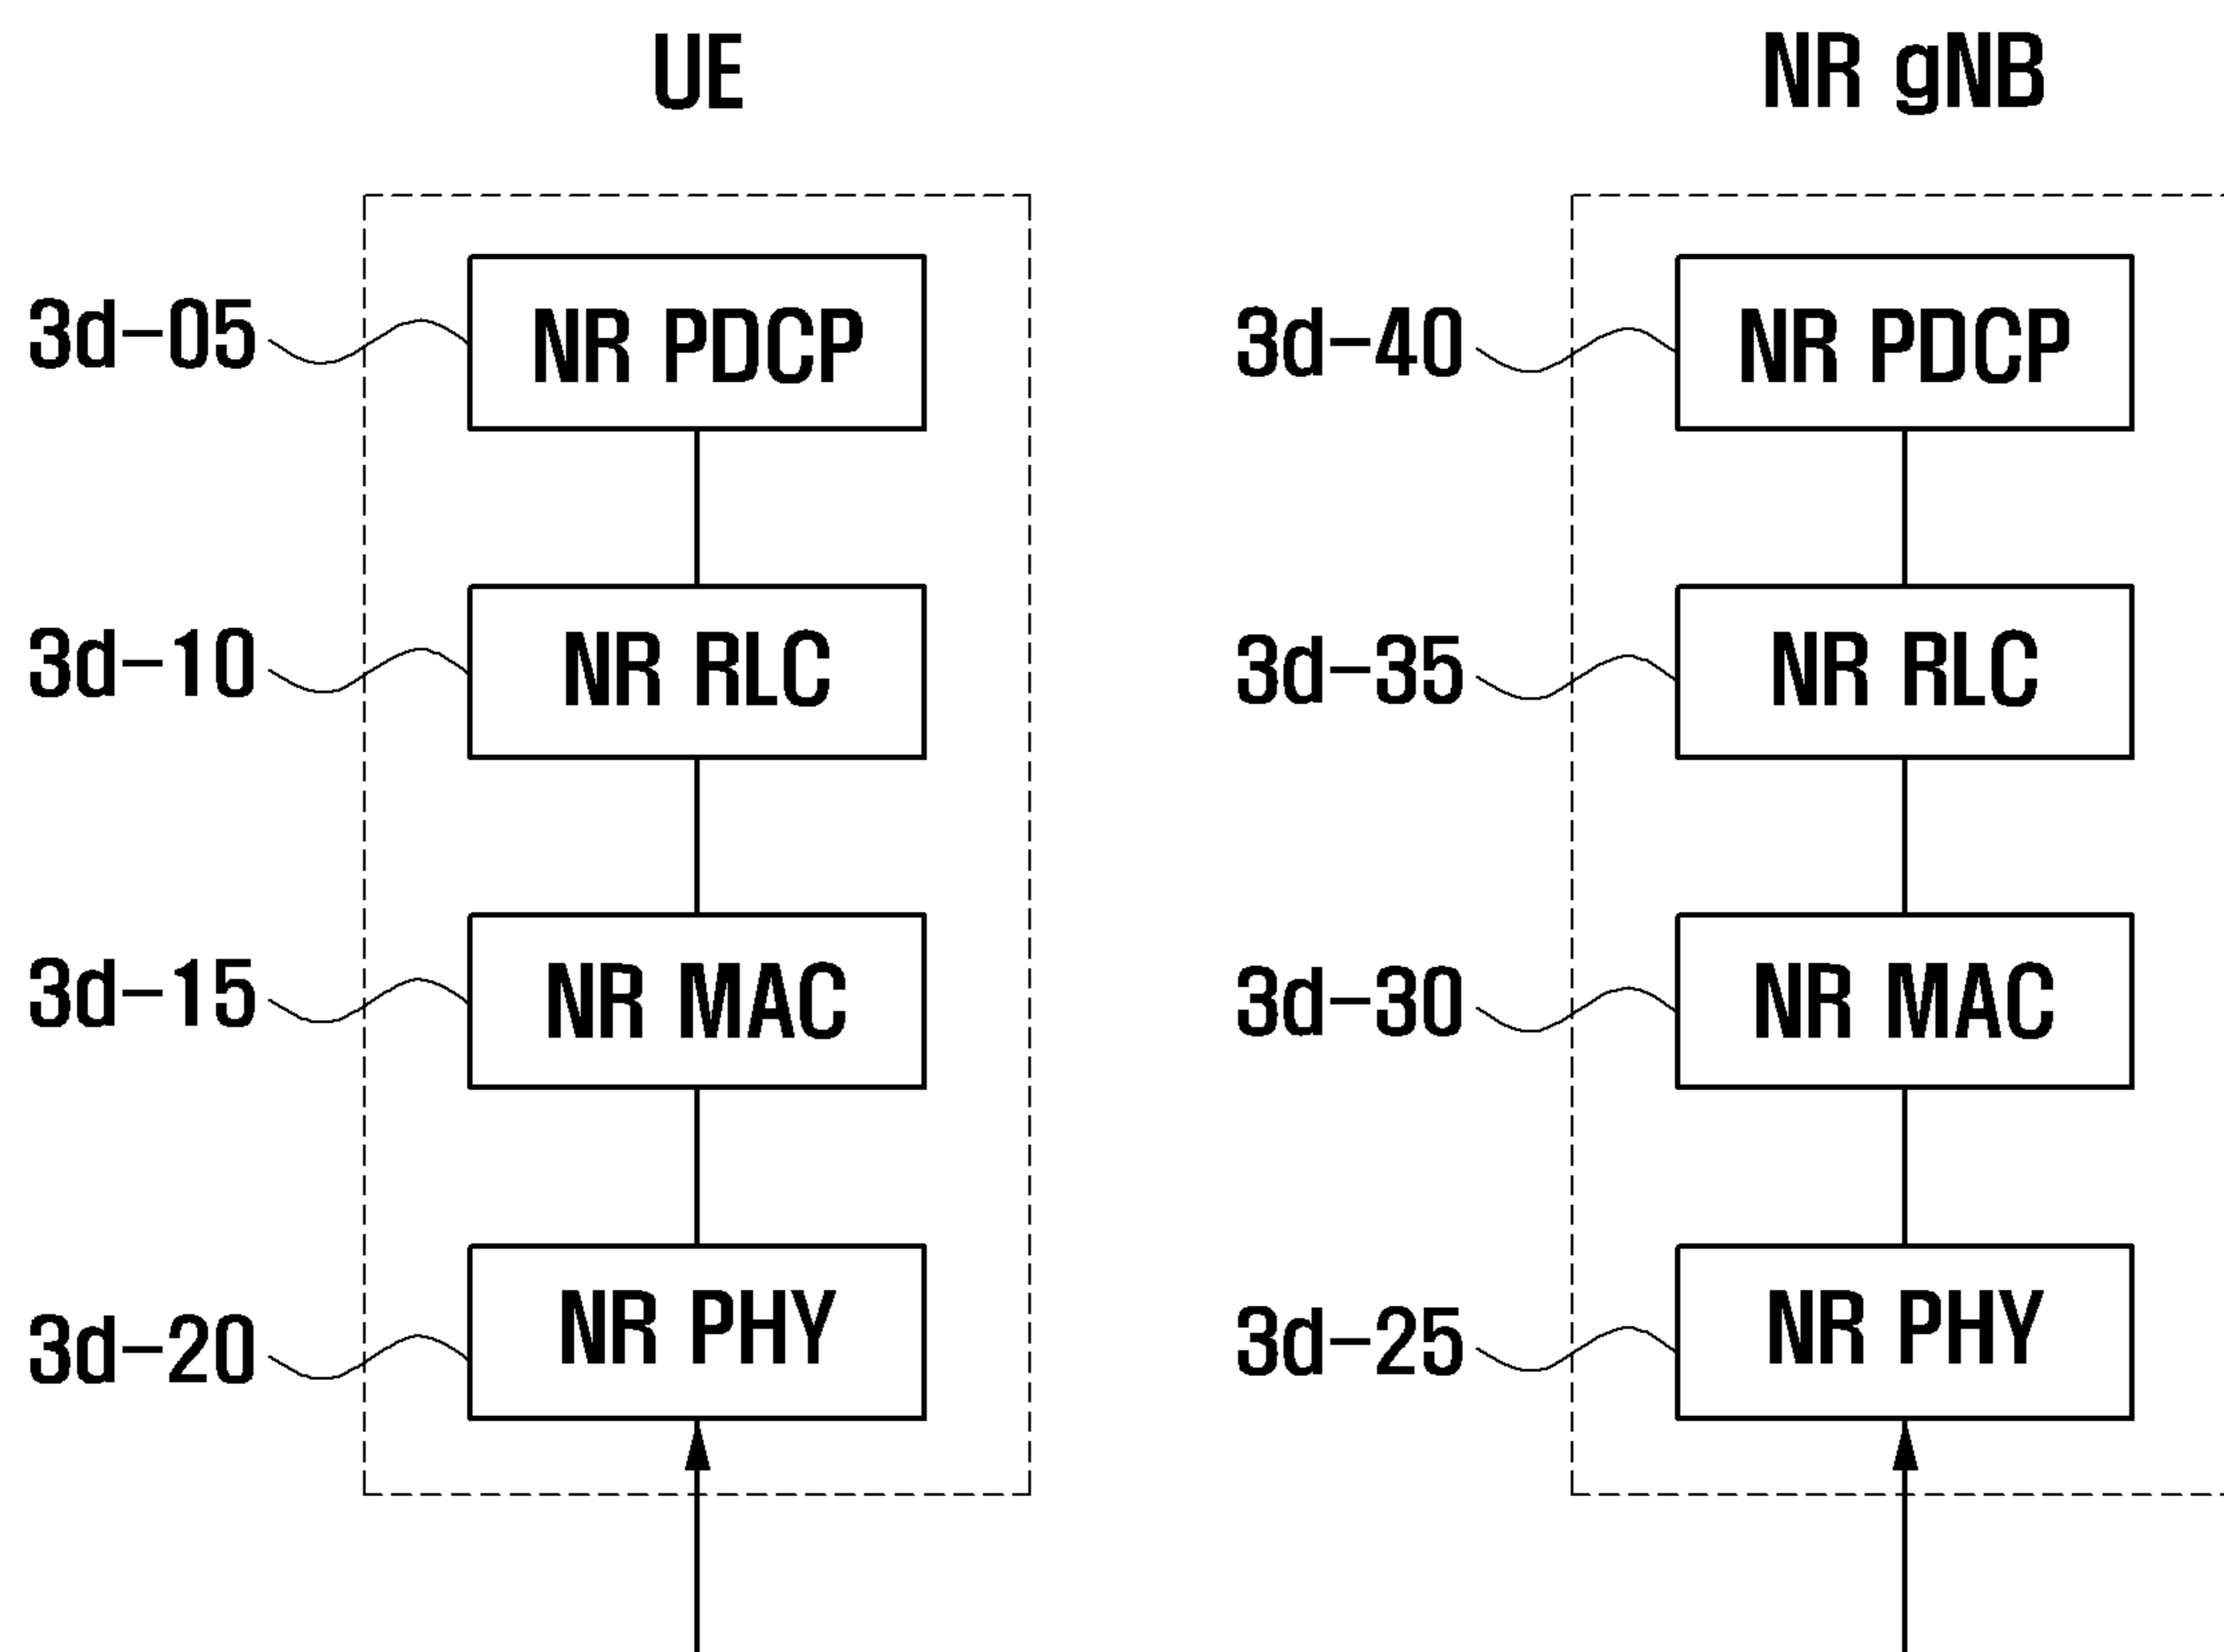 UE
NR gNB
3d-05
NR PDCP
3d-40
NR PDCP
3d-10
NR RLC
3d-35
NR RLC
3d-15
NR MAC
3d-30
NR MAC
3d-20
NR PHY
3d-25
NR PHY